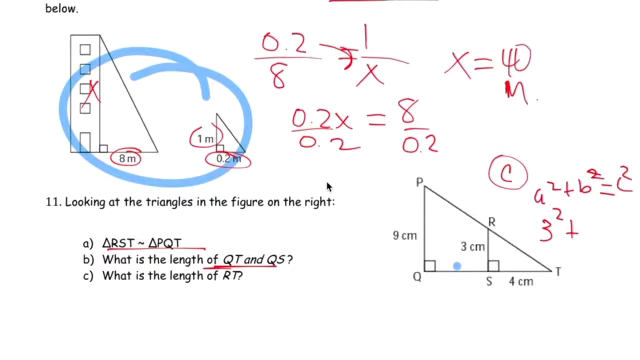 below.
0.2 / 8 = 1 / x
x = 40 m.
X
1 m
8 m
0.2 m
0.2x / 0.2 = 8 / 0.2
11. Looking at the triangles in the figure on the right:
a) ΔRST ~ ΔPQT
b) What is the length of QT and QS?
c) What is the length of RT?
C
a² + b² = c²
3² +
P
R
9 cm
3 cm
Q
S
4 cm
T